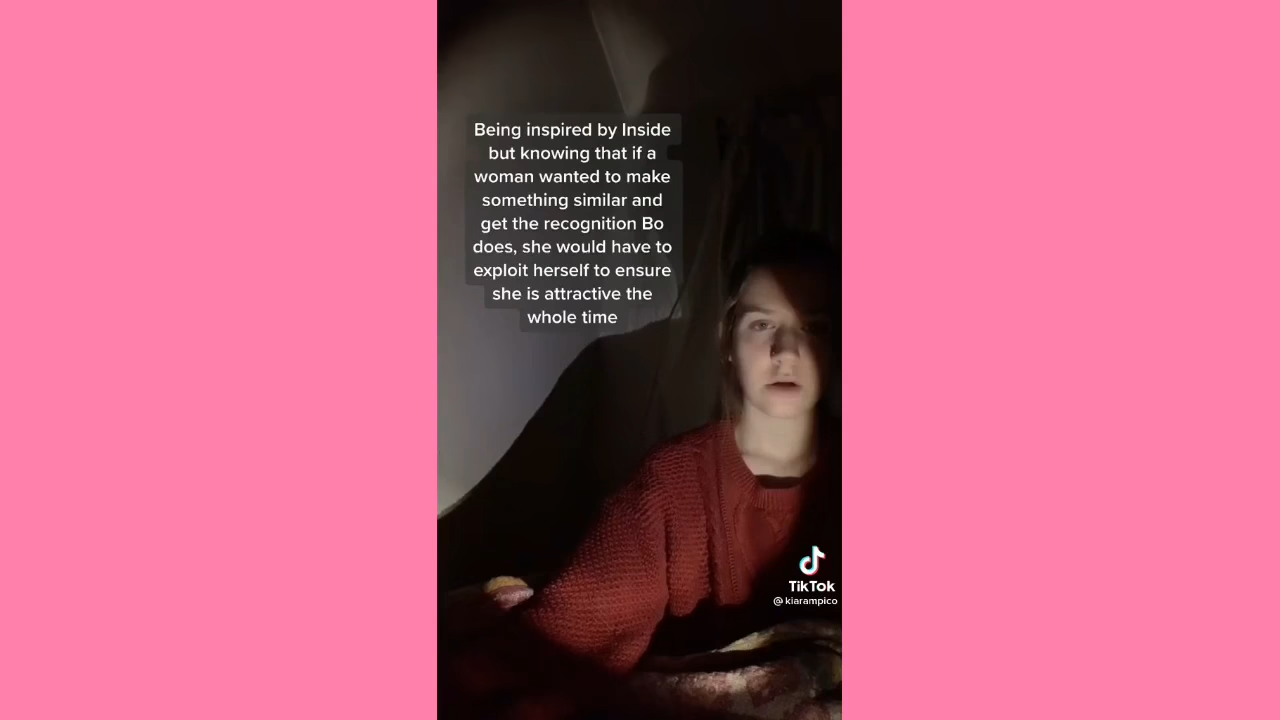 Being inspired by Inside
but knowing that if a
woman wanted to make
something similar and
get the recognition Bo
does, she would have to
exploit herself to ensure
she is attractive the
whole time
TikTok
@kiarampico